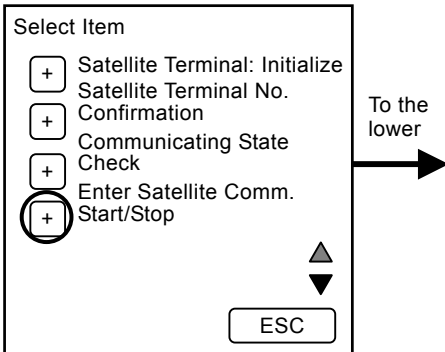 Select Item
+ Satellite Terminal: Initialize
Satellite Terminal No.
+ Confirmation
Communicating State
+ Check
Enter Satellite Comm.
+ Start/Stop
ESC
To the
lower